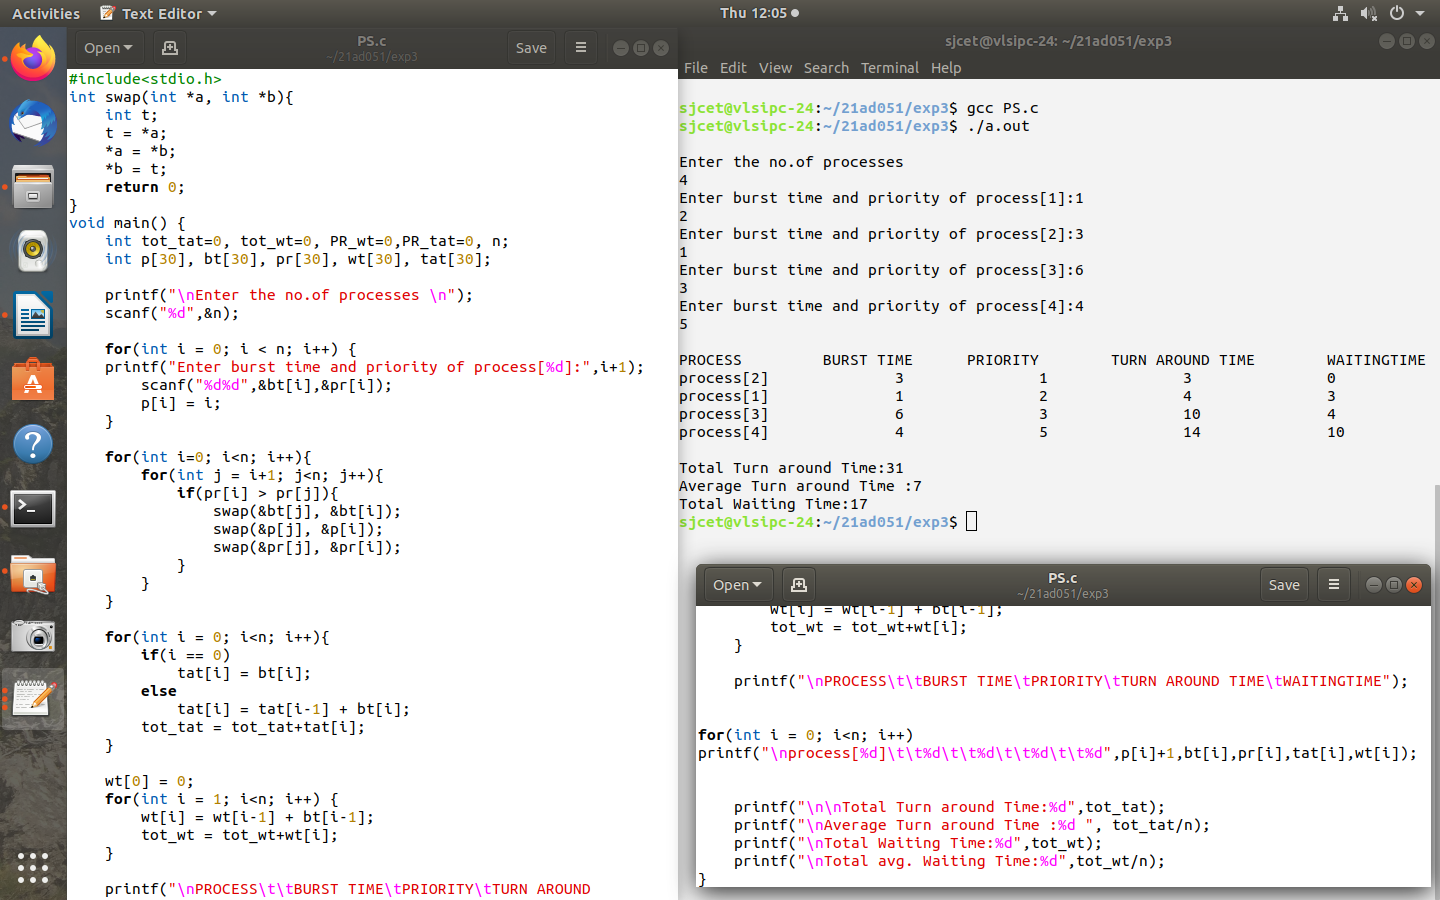 Activities Text Editor Thu 12:05
Open PS.c Save
~/21ad051/exp3
#include<stdio.h>
int swap(int *a, int *b){
    int t;
    t = *a;
    *a = *b;
    *b = t;
    return 0;
}
void main() {
    int tot_tat=0, tot_wt=0, PR_wt=0,PR_tat=0, n;
    int p[30], bt[30], pr[30], wt[30], tat[30];
    printf("\nEnter the no.of processes \n");
    scanf("%d",&n);
    for(int i = 0; i < n; i++) {
    printf("Enter burst time and priority of process[%d]:",i+1);
        scanf("%d%d",&bt[i],&pr[i]);
        p[i] = i;
    }
    for(int i=0; i<n; i++){
        for(int j = i+1; j<n; j++){
            if(pr[i] > pr[j]){
                swap(&bt[j], &bt[i]);
                swap(&p[j], &p[i]);
                swap(&pr[j], &pr[i]);
            }
        }
    }
    for(int i = 0; i<n; i++){
        if(i == 0)
            tat[i] = bt[i];
        else
            tat[i] = tat[i-1] + bt[i];
        tot_tat = tot_tat+tat[i];
    }
    wt[0] = 0;
    for(int i = 1; i<n; i++) {
        wt[i] = wt[i-1] + bt[i-1];
        tot_wt = tot_wt+wt[i];
    }
    printf("\nPROCESS\t\tBURST TIME\tPRIORITY\tTURN AROUND
sjcet@vlsipc-24: ~/21ad051/exp3
File Edit View Search Terminal Help
sjcet@vlsipc-24:~/21ad051/exp3$ gcc PS.c
sjcet@vlsipc-24:~/21ad051/exp3$ ./a.out
Enter the no.of processes
4
Enter burst time and priority of process[1]:1
2
Enter burst time and priority of process[2]:3
1
Enter burst time and priority of process[3]:6
3
Enter burst time and priority of process[4]:4
5
PROCESS BURST TIME PRIORITY TURN AROUND TIME WAITINGTIME
process[2] 3 1 3 0
process[1] 1 2 4 3
process[3] 6 3 10 4
process[4] 4 5 14 10
Total Turn around Time:31
Average Turn around Time :7
Total Waiting Time:17
sjcet@vlsipc-24:~/21ad051/exp3$
Open PS.c Save
~/21ad051/exp3
        wt[i] = wt[i-1] + bt[i-1];
        tot_wt = tot_wt+wt[i];
    }
    printf("\nPROCESS\t\tBURST TIME\tPRIORITY\tTURN AROUND TIME\tWAITINGTIME");
for(int i = 0; i<n; i++)
printf("\nprocess[%d]\t\t%d\t\t%d\t\t%d\t\t%d",p[i]+1,bt[i],pr[i],tat[i],wt[i]);
    printf("\n\nTotal Turn around Time:%d",tot_tat);
    printf("\nAverage Turn around Time :%d ", tot_tat/n);
    printf("\nTotal Waiting Time:%d",tot_wt);
    printf("\nTotal avg. Waiting Time:%d",tot_wt/n);
}